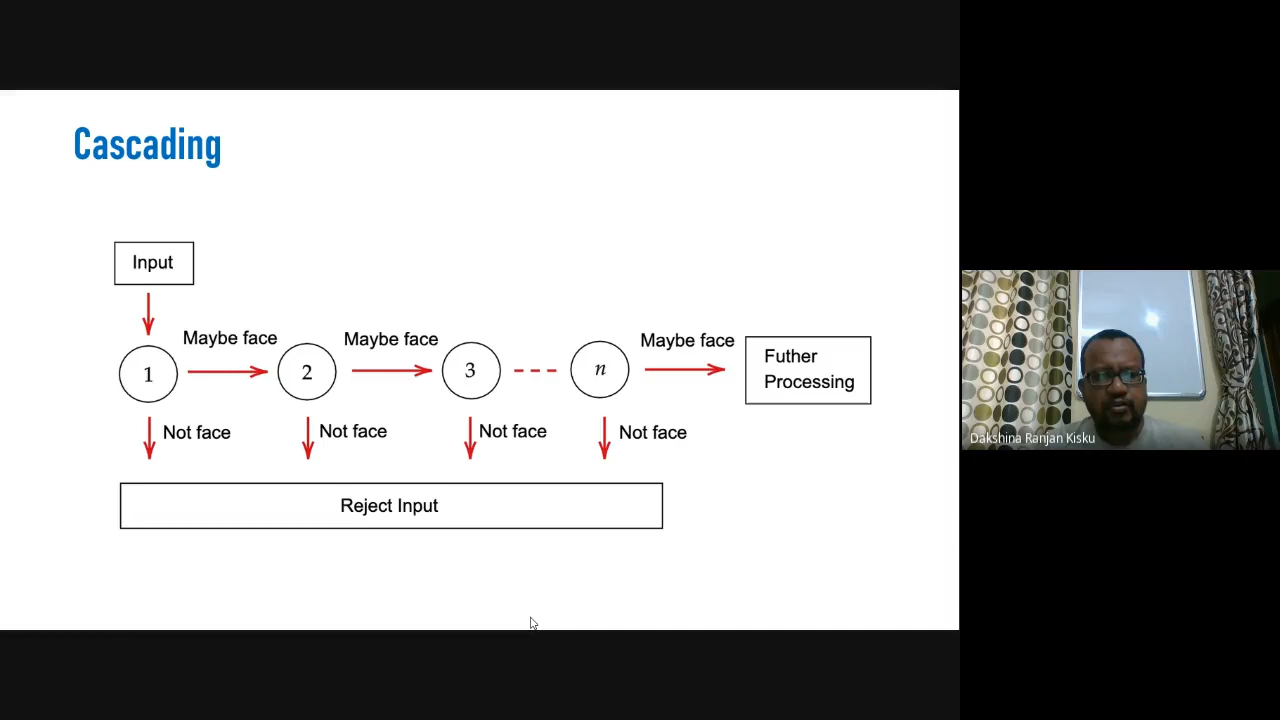 Cascading
Input
Maybe face
Maybe face
Maybe face
1
2
3
n
Futher
Processing
Not face
Not face
Not face
Not face
Reject Input
Dakshina Ranjan Kisku